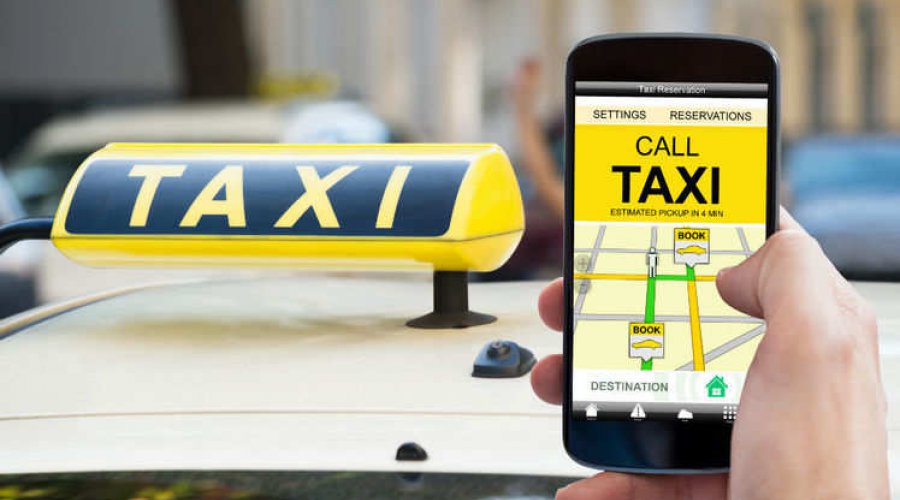 TAXI
Taxi Reservation
SETTINGS RESERVATIONS
CALL
TAXI
ESTIMATED PICKUP IN 4 MIN
BOOK
BOOK
DESTINATION